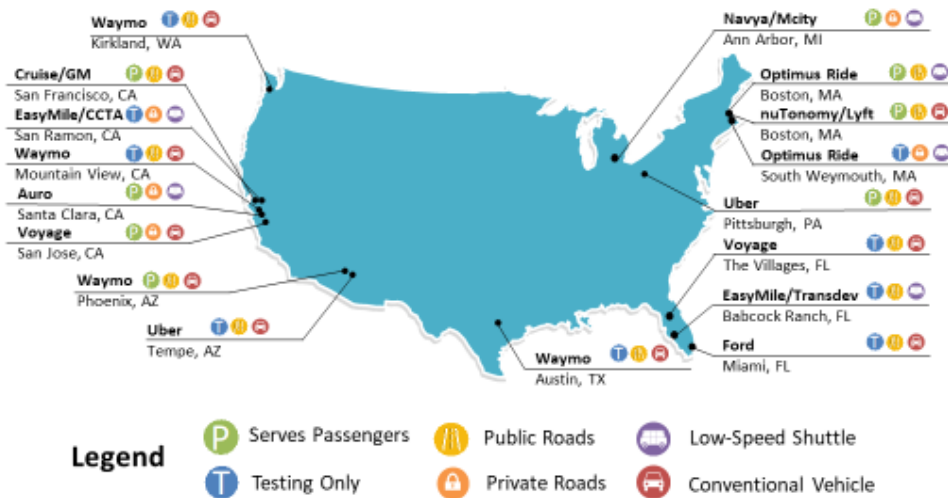 Waymo
Kirkland, WA
Cruise/GM
San Francisco, CA
EasyMile/CCTA
San Ramon, CA
Waymo
Mountain View, CA
Auro
Santa Clara, CA
Voyage
San Jose, CA
Waymo
Phoenix, AZ
Uber
Tempe, AZ
Waymo
Austin, TX
Navya/Mcity
Ann Arbor, MI
Optimus Ride
Boston, MA
nuTonomy/Lyft
Boston, MA
Optimus Ride
South Weymouth, MA
Uber
Pittsburgh, PA
Voyage
The Villages, FL
EasyMile/Transdev
Babcock Ranch, FL
Ford
Miami, FL
Legend
P Serves Passengers
Public Roads
Low-Speed Shuttle
T Testing Only
Private Roads
Conventional Vehicle